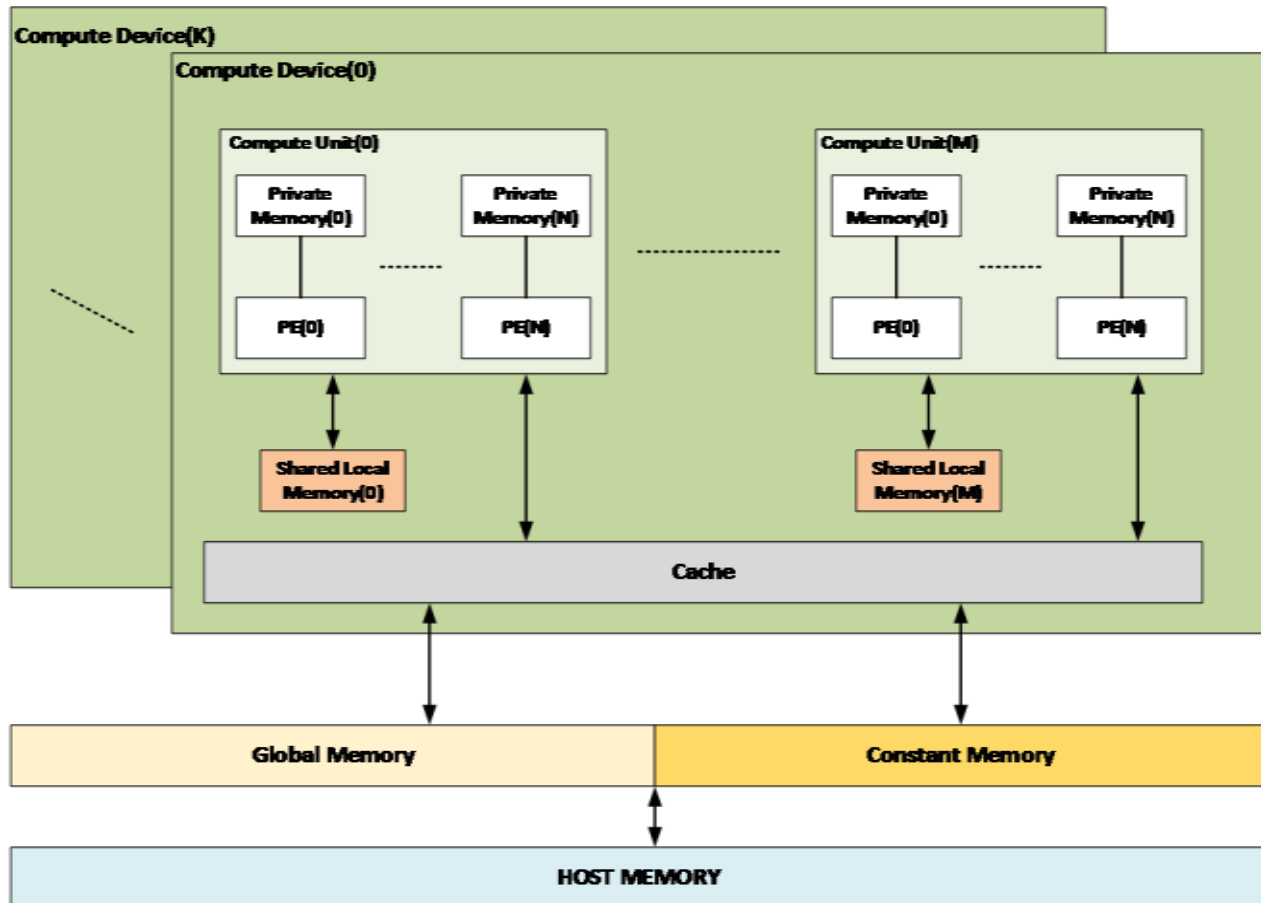 Compute Device(K)
Compute Device(0)
Compute Unit(0)
Private
Memory(0)
Private
Memory(N)
PE(0)
PE(N)
Compute Unit(M)
Private
Memory(0)
Private
Memory(N)
PE(0)
PE(N)
Shared Local
Memory(0)
Shared Local
Memory(M)
Cache
Global Memory
Constant Memory
HOST MEMORY